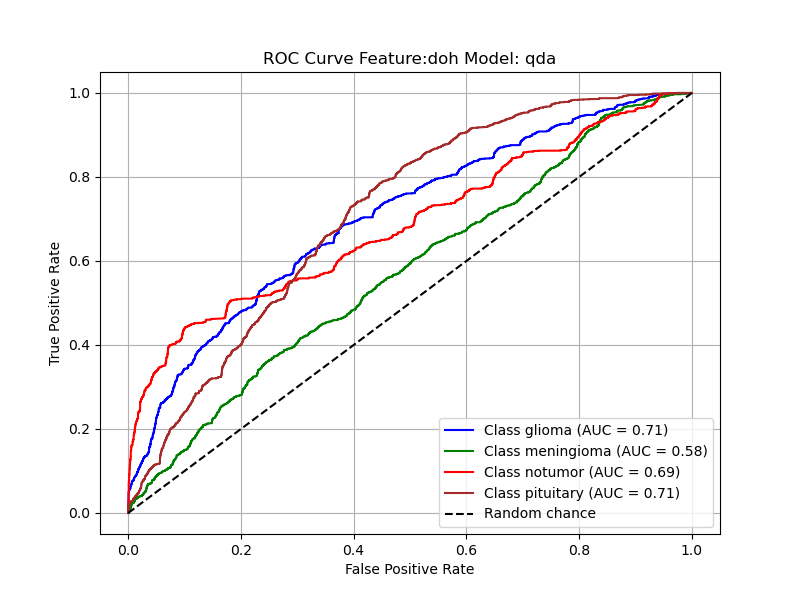 ROC Curve Feature:doh Model: qda
True Positive Rate
1.0
0.8
0.6
0.4
0.2
0.0
Class glioma (AUC = 0.71)
Class meningioma (AUC = 0.58)
Class notumor (AUC = 0.69)
Class pituitary (AUC = 0.71)
Random chance
0.0 0.2 0.4 0.6 0.8 1.0
False Positive Rate